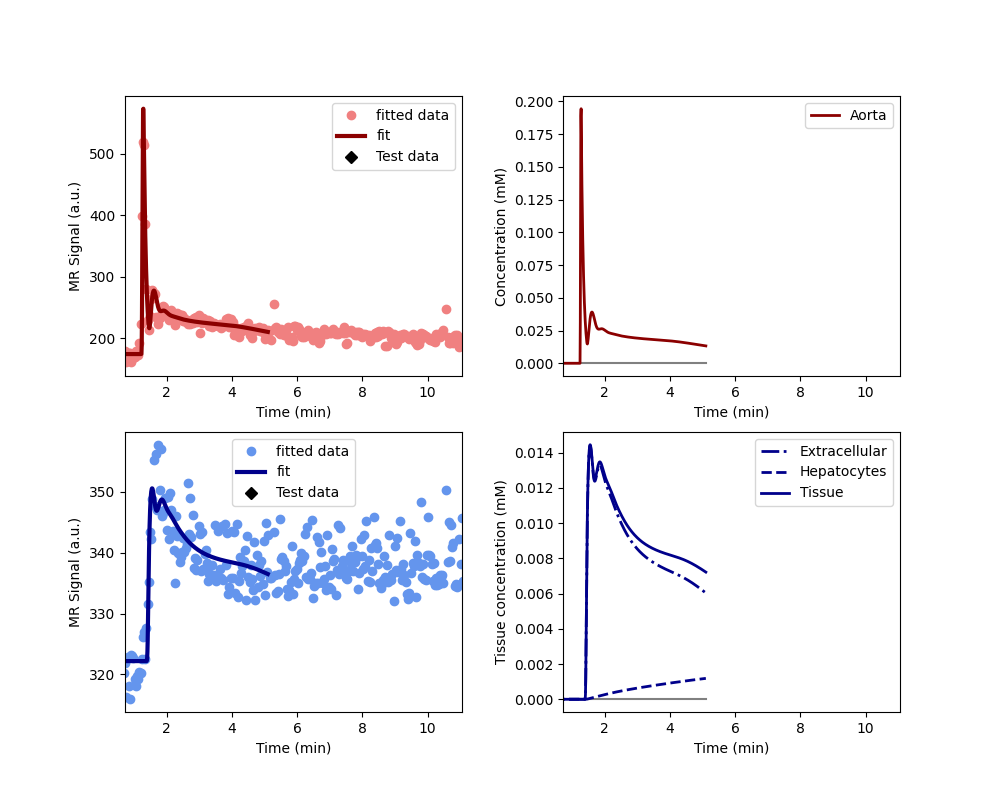 MR Signal (a.u.)
500
400
300
200
2 4 6 8 10
Time (min)
fitted data
fit
Test data
Concentration (mM)
0.200
0.175
0.150
0.125
0.100
0.075
0.050
0.025
0.000
2 4 6 8 10
Time (min)
Aorta
MR Signal (a.u.)
350
340
330
320
2 4 6 8 10
Time (min)
fitted data
fit
Test data
Tissue concentration (mM)
0.014
0.012
0.010
0.008
0.006
0.004
0.002
0.000
2 4 6 8 10
Time (min)
Extracellular
Hepatocytes
Tissue